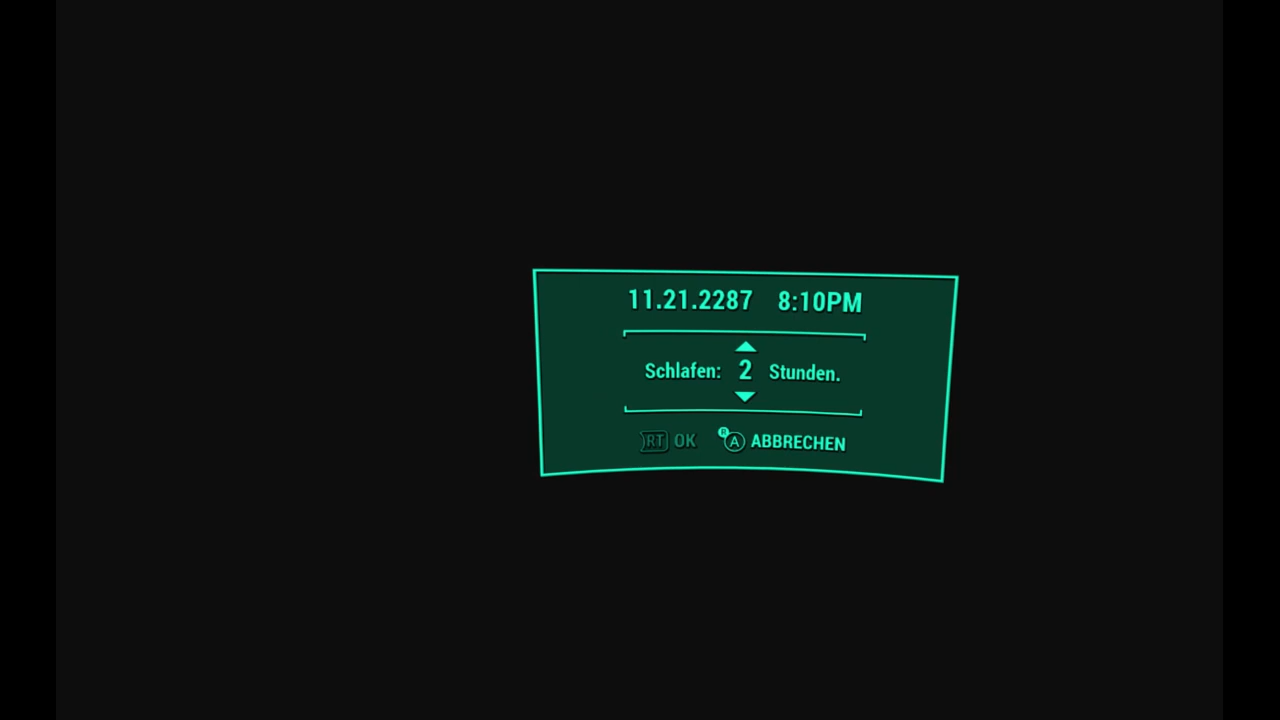 11.21.2287 8:10PM
Schlafen: 2 Stunden.
RT OK R A ABBRECHEN